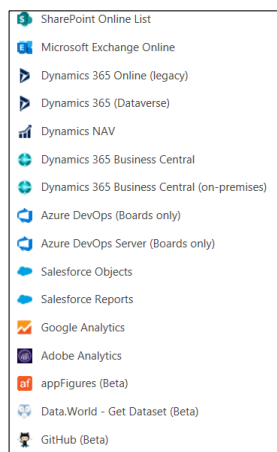 SharePoint Online List
Microsoft Exchange Online
Dynamics 365 Online (legacy)
Dynamics 365 (Dataverse)
Dynamics NAV
Dynamics 365 Business Central
Dynamics 365 Business Central (on-premises)
Azure DevOps (Boards only)
Azure DevOps Server (Boards only)
Salesforce Objects
Salesforce Reports
Google Analytics
Adobe Analytics
af appFigures (Beta)
Data.World - Get Dataset (Beta)
GitHub (Beta)